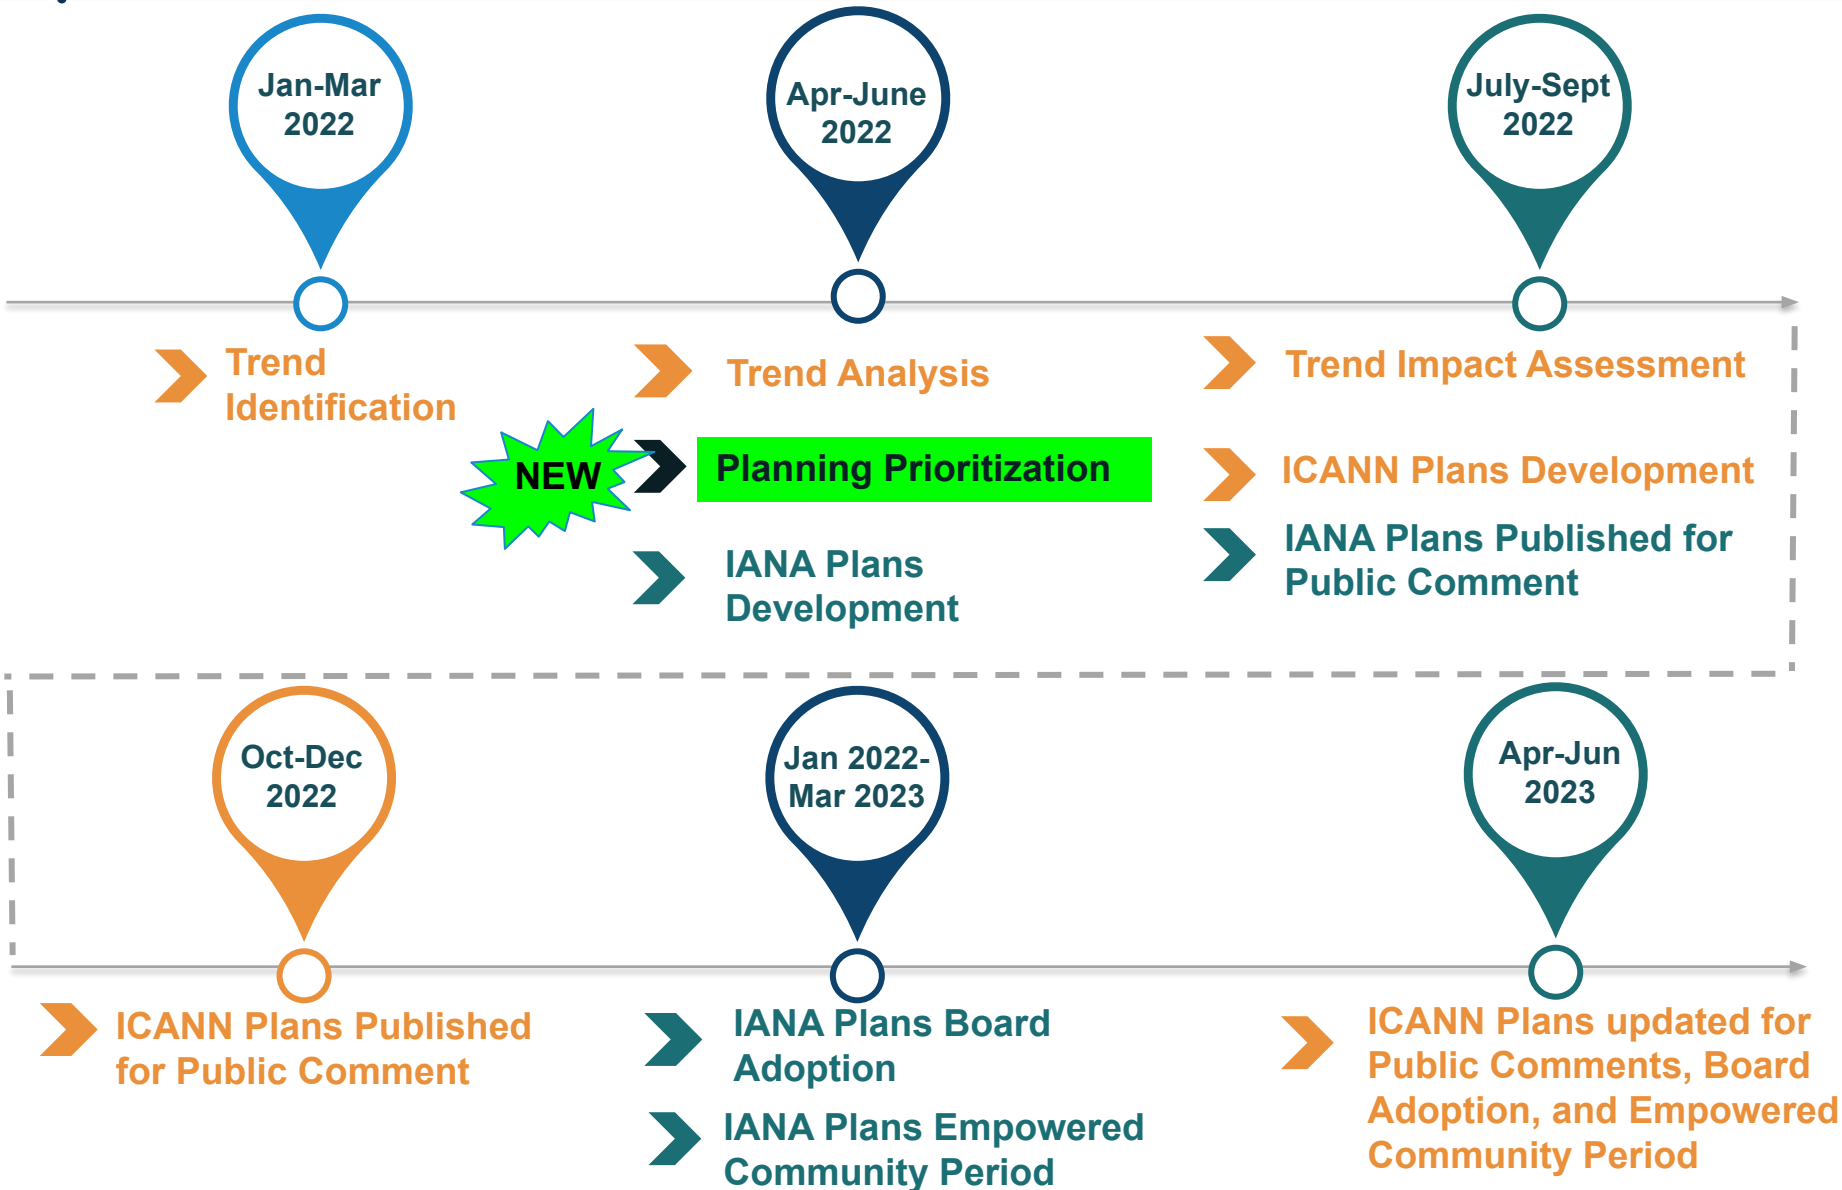 Jan-Mar
2022
Apr-June
2022
July-Sept
2022
Trend
Identification
Trend Analysis
NEW
Planning Prioritization
IANA Plans
Development
Trend Impact Assessment
ICANN Plans Development
IANA Plans Published for
Public Comment
Oct-Dec
2022
Jan 2022-
Mar 2023
Apr-Jun
2023
ICANN Plans Published
for Public Comment
IANA Plans Board
Adoption
IANA Plans Empowered
Community Period
ICANN Plans updated for
Public Comments, Board
Adoption, and Empowered
Community Period